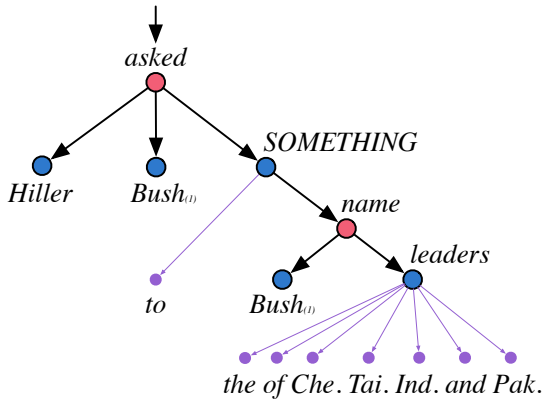 asked
SOMETHING
Hiller Bush(1)
name
leaders
to Bush(1)
the of Che. Tai. Ind. and Pak.